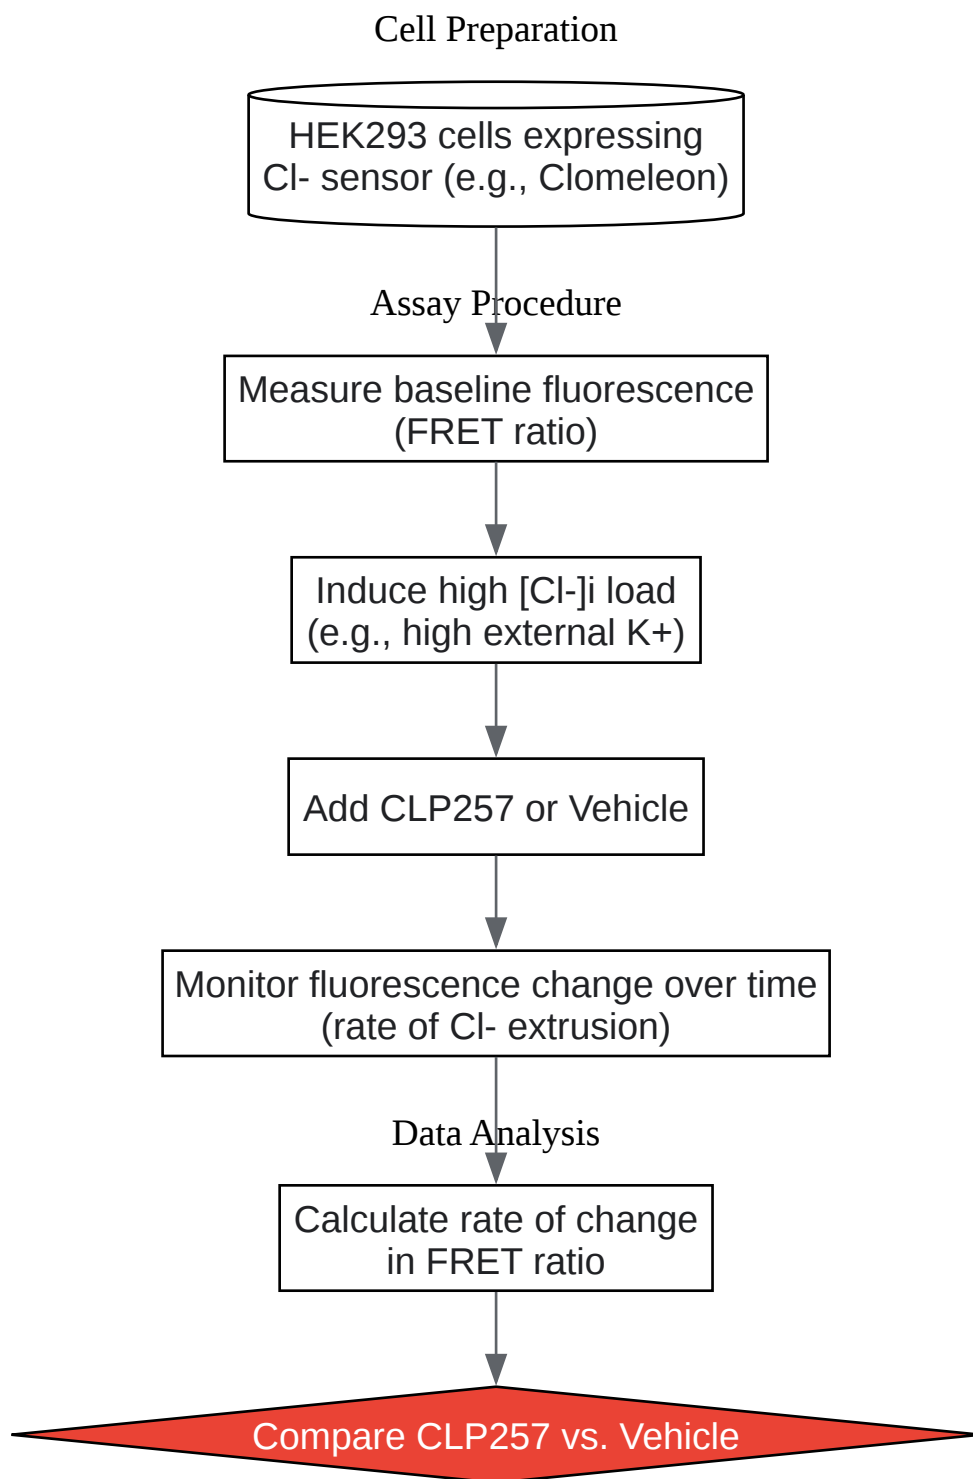 Cell Preparation
HEK293 cells expressing
Cl- sensor (e.g., Clomeleon)
Assay Procedure
Measure baseline fluorescence
(FRET ratio)
Induce high [Cl-]i load
(e.g., high external K+)
Add CLP257 or Vehicle
Monitor fluorescence change over time
(rate of Cl- extrusion)
Data Analysis
Calculate rate of change
in FRET ratio
Compare CLP257 vs. Vehicle